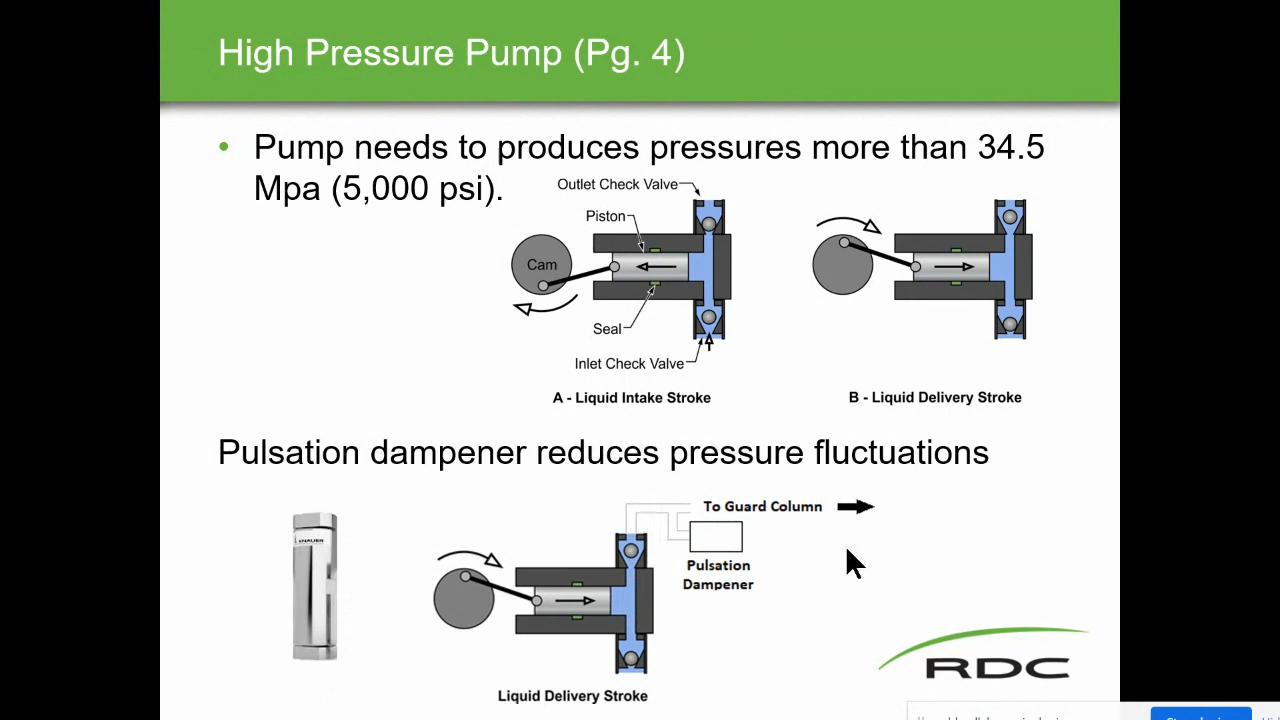 High Pressure Pump (Pg. 4)
• Pump needs to produces pressures more than 34.5
Mpa (5,000 psi).
Outlet Check Valve
Piston
Cam
Seal
Inlet Check Valve
A - Liquid Intake Stroke
B - Liquid Delivery Stroke
Pulsation dampener reduces pressure fluctuations
KNAUER
To Guard Column
Pulsation
Dampener
Liquid Delivery Stroke
RDC